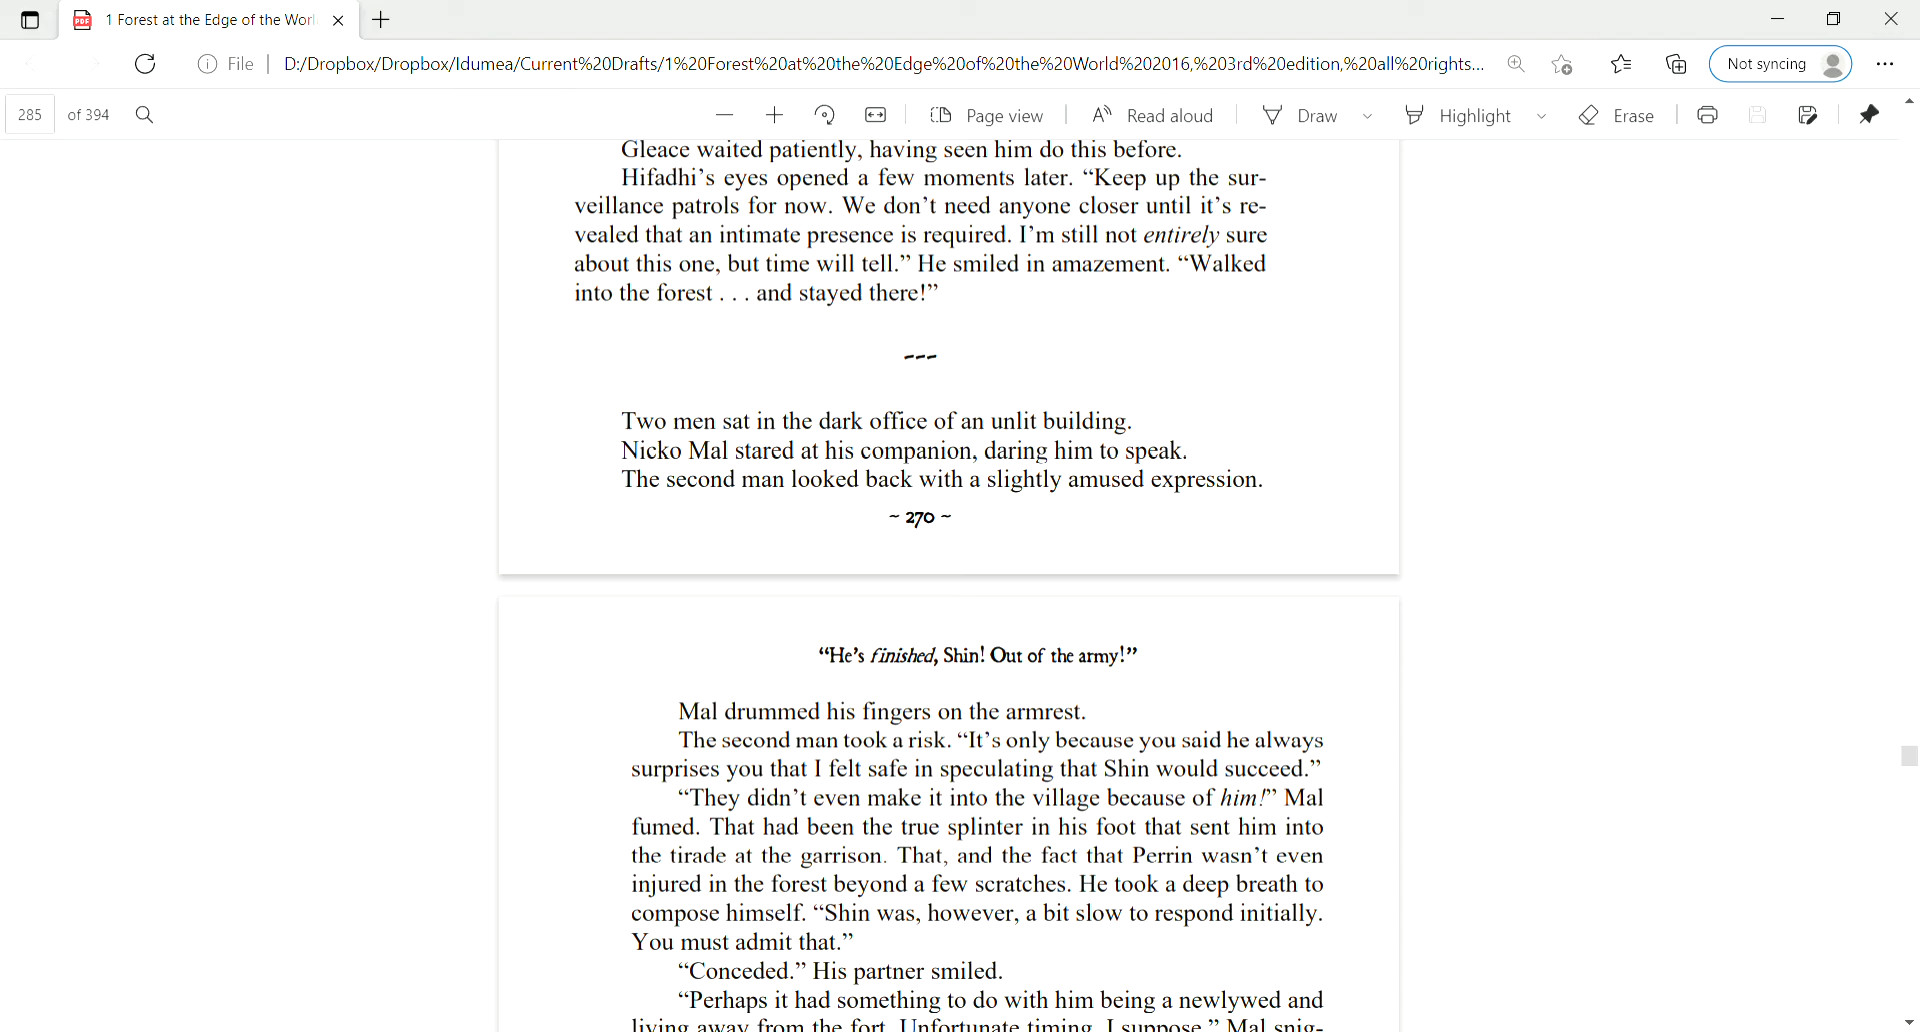 1 Forest at the Edge of the Worl
File
D:/Dropbox/Dropbox/Idumea/Current%20Drafts/1%20Forest%20at%20the%20Edge%20of%20the%20World%202016,%203rd%20edition,%20all%20rights...
Not syncing
285 of 394
Page view
Read aloud
Draw
Highlight
Erase
Gleace waited patiently, having seen him do this before.
Hifadhi’s eyes opened a few moments later. “Keep up the sur-
veillance patrols for now. We don’t need anyone closer until it’s re-
vealed that an intimate presence is required. I’m still not entirely sure
about this one, but time will tell.” He smiled in amazement. “Walked
into the forest . . . and stayed there!”
---
Two men sat in the dark office of an unlit building.
Nicko Mal stared at his companion, daring him to speak.
The second man looked back with a slightly amused expression.
~ 270 ~
“He’s finished, Shin! Out of the army!”
Mal drummed his fingers on the armrest.
The second man took a risk. “It’s only because you said he always
surprises you that I felt safe in speculating that Shin would succeed.”
“They didn’t even make it into the village because of him!” Mal
fumed. That had been the true splinter in his foot that sent him into
the tirade at the garrison. That, and the fact that Perrin wasn’t even
injured in the forest beyond a few scratches. He took a deep breath to
compose himself. “Shin was, however, a bit slow to respond initially.
You must admit that.”
“Conceded.” His partner smiled.
“Perhaps it had something to do with him being a newlywed and
living away from the fort. Unfortunate timing, I suppose.” Mal snig-